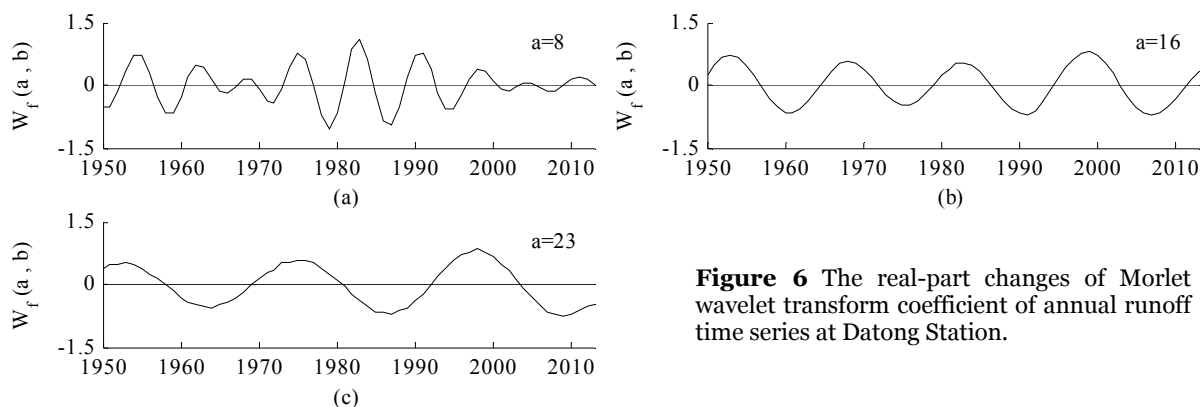 1.5
a=8
W_f (a , b)
0
-1.5
1950 1960 1970 1980 1990 2000 2010
(a)
1.5
a=16
W_f (a , b)
0
-1.5
1950 1960 1970 1980 1990 2000 2010
(b)
1.5
a=23
W_f (a , b)
0
-1.5
1950 1960 1970 1980 1990 2000 2010
(c)
Figure 6 The real-part changes of Morlet
wavelet transform coefficient of annual runoff
time series at Datong Station.